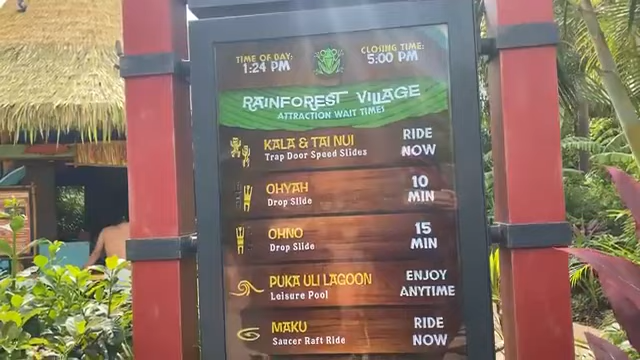 TIME OF DAY: CLOSING TIME:
1:24 PM 5:00 PM
RAINFOREST VILLAGE
ATTRACTION WAIT TIMES
KALA & TAI NUI RIDE
Trap Door Speed Slides NOW
OHYAH 10
Drop Slide MIN
OHNO 15
Drop Slide MIN
PUKA ULI LAGOON ENJOY
Leisure Pool ANYTIME
MAKU RIDE
Saucer Raft Ride NOW